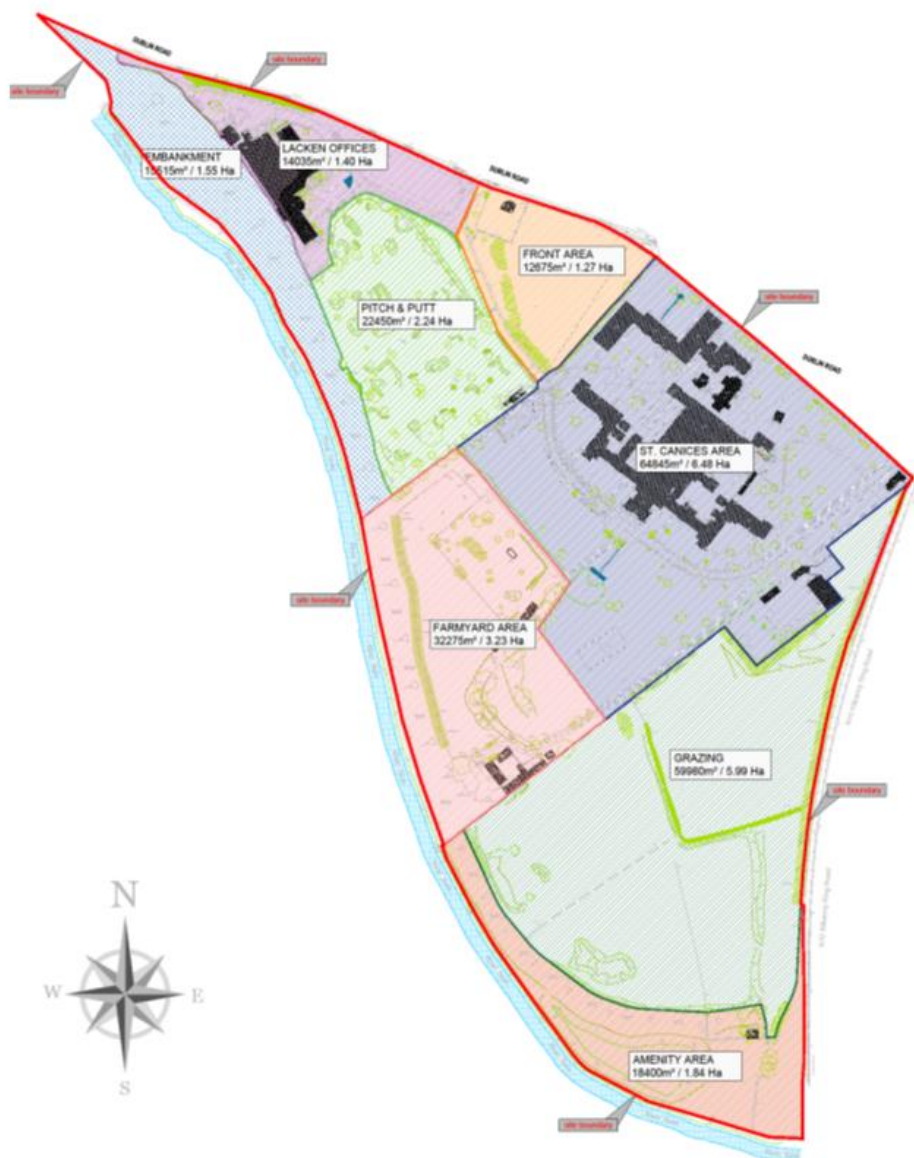 DUBLIN ROAD
site boundary
site boundary
LACKEN OFFICES
14035m² / 1.40 Ha
EMBANKMENT
15515m² / 1.55 Ha
DUBLIN ROAD
FRONT AREA
12675m² / 1.27 Ha
site boundary
PITCH & PUTT
22450m² / 2.24 Ha
DUBLIN ROAD
ST. CANICES AREA
64845m² / 6.48 Ha
site boundary
FARMYARD AREA
32275m² / 3.23 Ha
GRAZING
59960m² / 5.99 Ha
site boundary
N
W
E
S
AMENITY AREA
18400m² / 1.84 Ha
site boundary